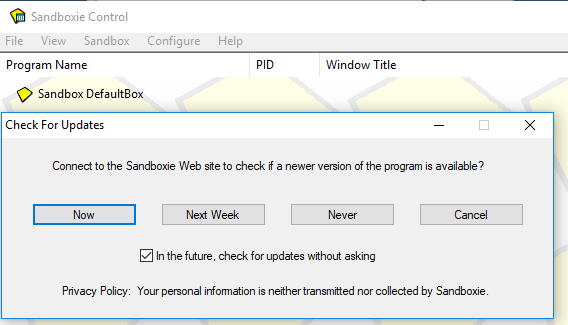 Sandboxie Control
File View Sandbox Configure Help
Program Name PID Window Title
Sandbox DefaultBox
Check For Updates
Connect to the Sandboxie Web site to check if a newer version of the program is available?
Now Next Week Never Cancel
In the future, check for updates without asking
Privacy Policy: Your personal information is neither transmitted nor collected by Sandboxie.